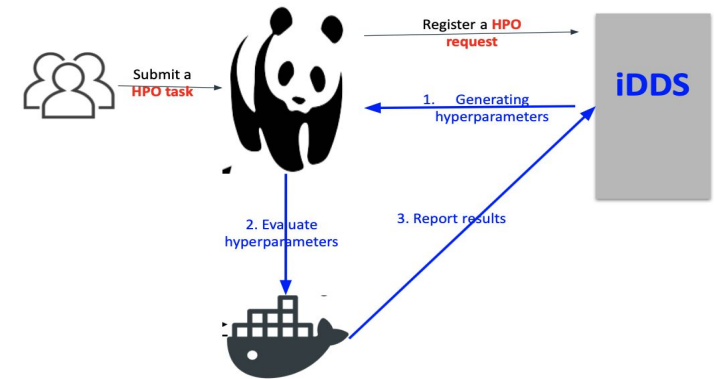 Submit a
HPO task
Register a HPO
request
iDDS
1. Generating
hyperparameters
2. Evaluate
hyperparameters
3. Report results